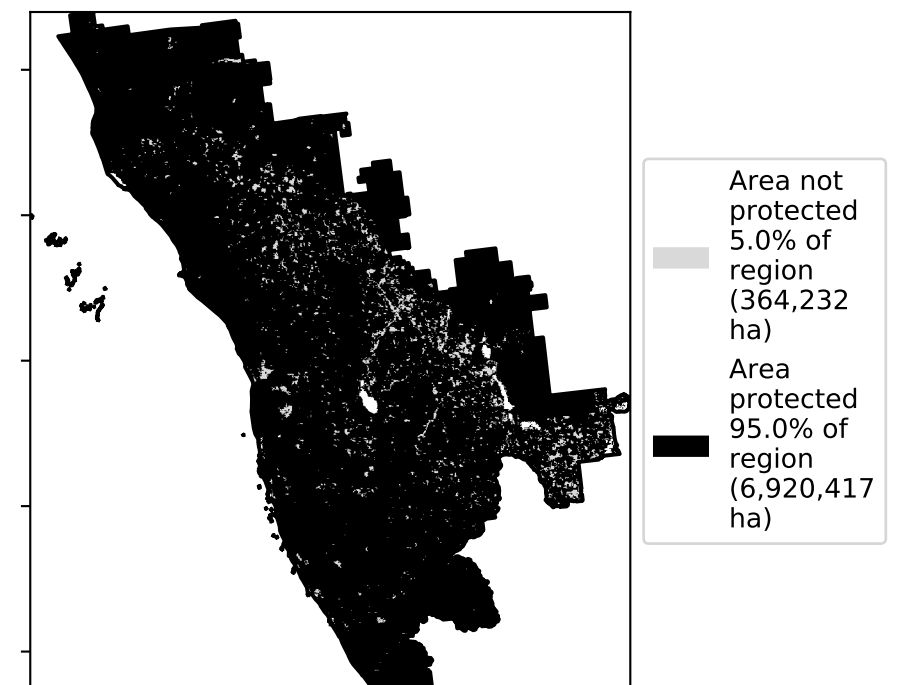 Area not
protected
5.0% of
region
(364,232
ha)
Area
protected
95.0% of
region
(6,920,417
ha)